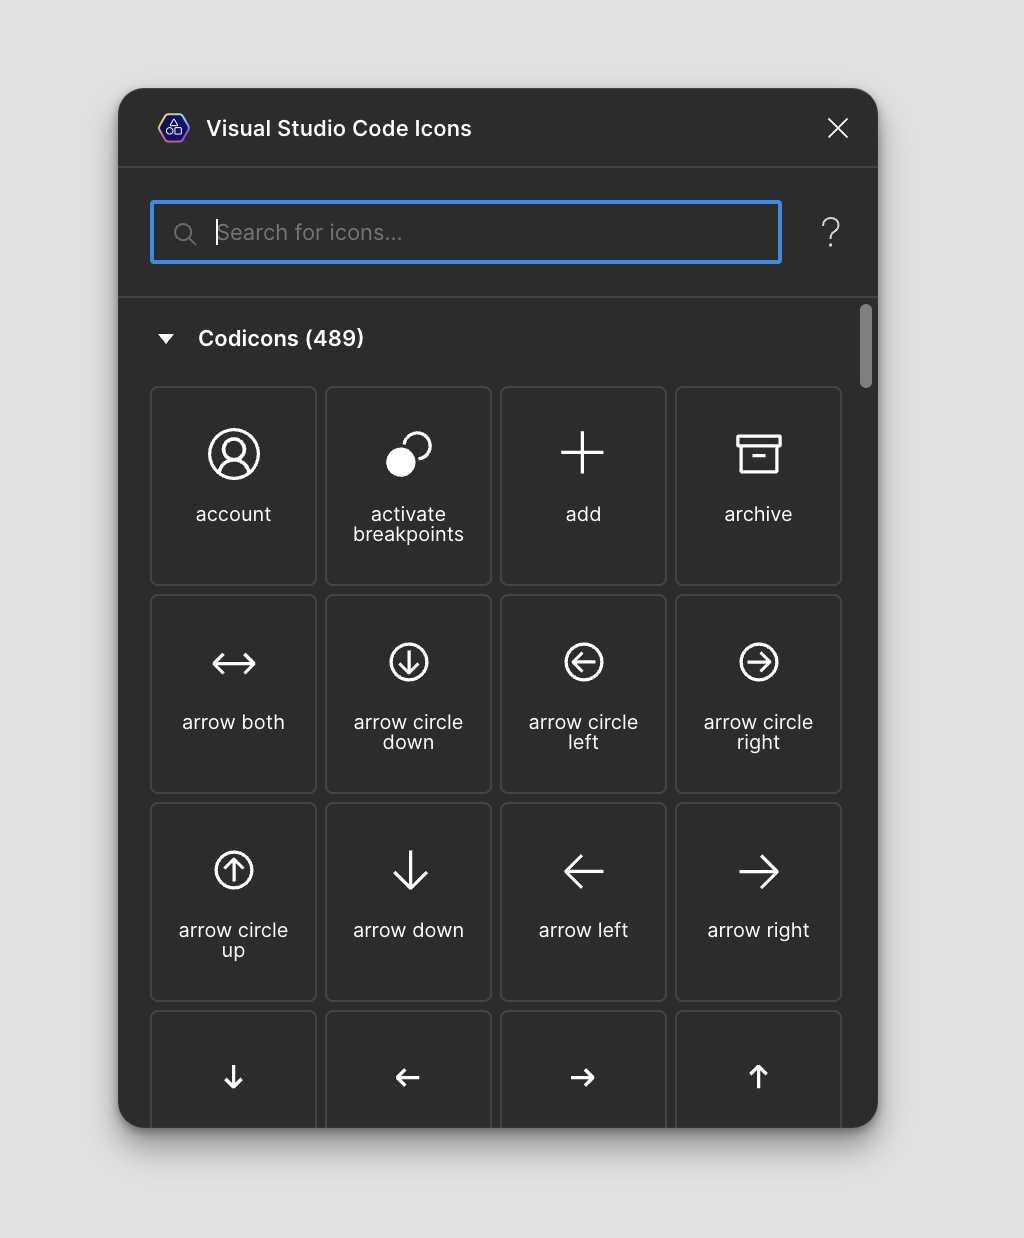 Visual Studio Code Icons
Search for icons...
?
Codicons (489)
account
activate
breakpoints
add
archive
arrow both
arrow circle
down
arrow circle
left
arrow circle
right
arrow circle
up
arrow down
arrow left
arrow right